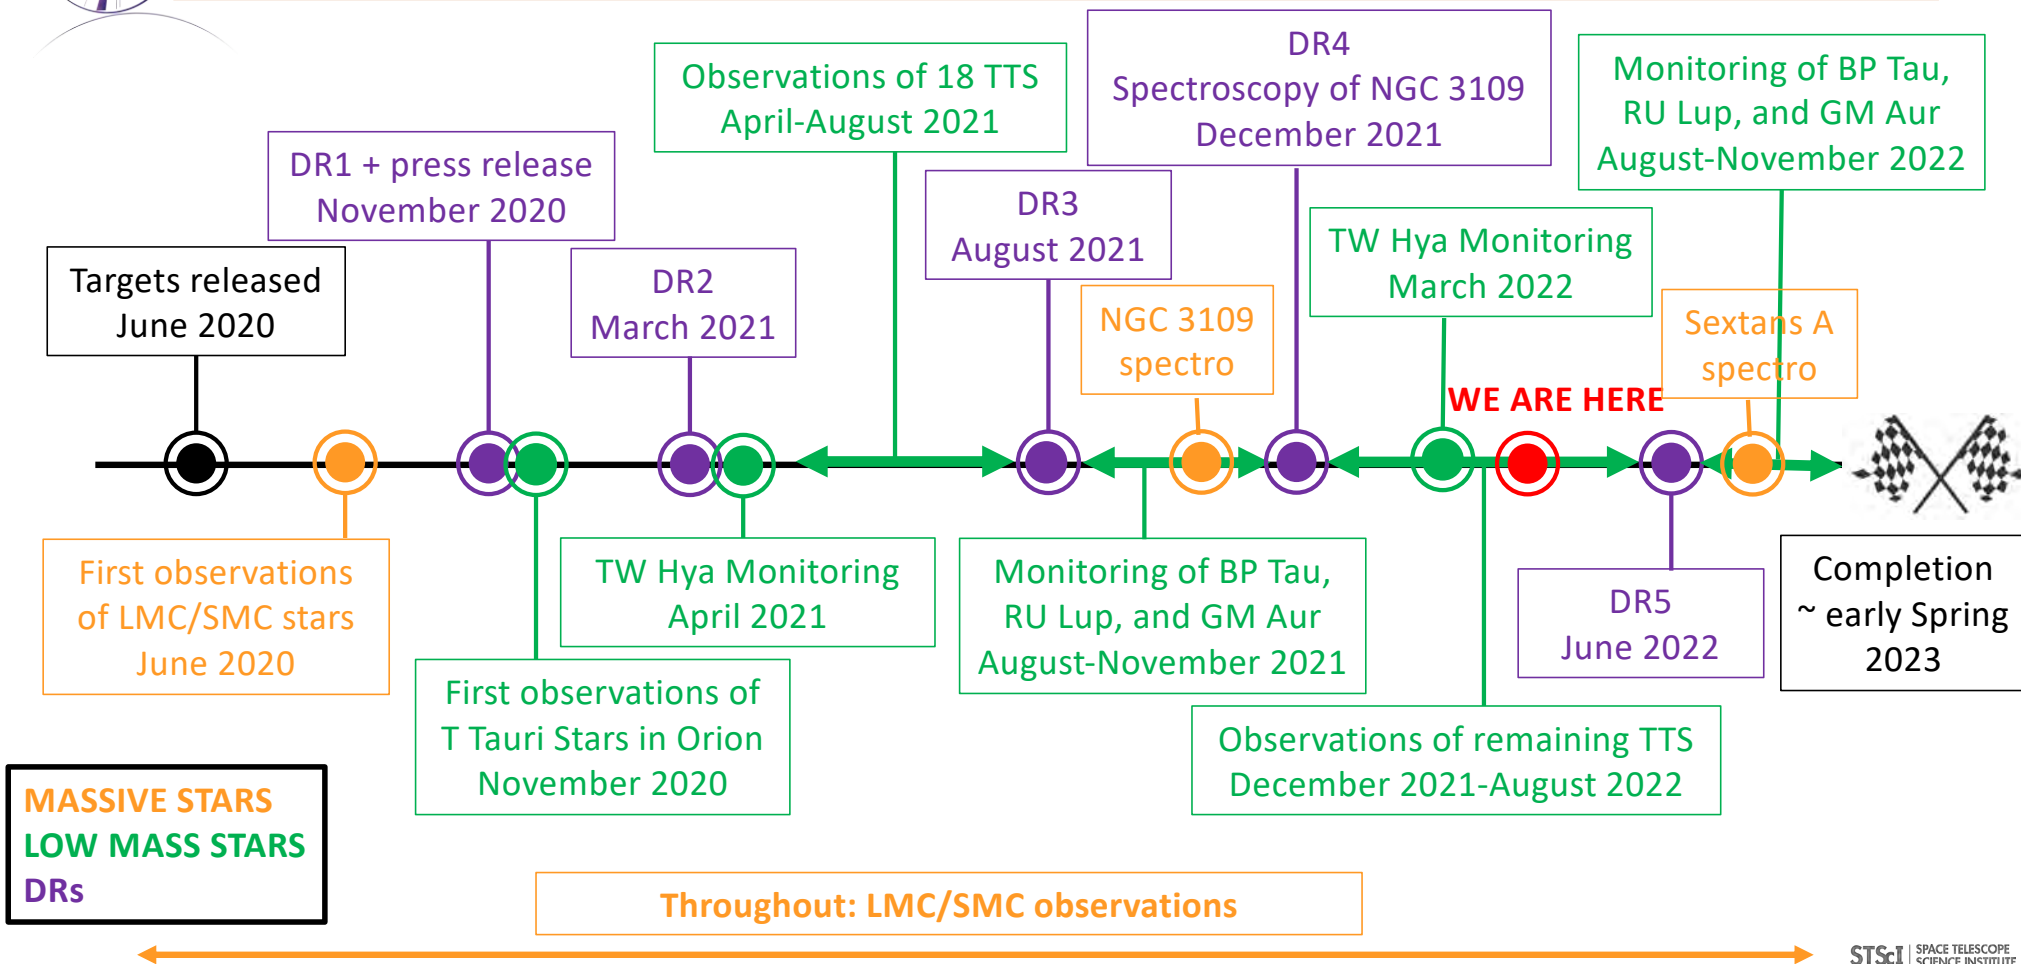 Observations of 18 TTS
April-August 2021
DR4
Spectroscopy of NGC 3109
December 2021
Monitoring of BP Tau,
RU Lup, and GM Aur
August-November 2022
DR1 + press release
November 2020
DR3
August 2021
TW Hya Monitoring
March 2022
Targets released
June 2020
DR2
March 2021
NGC 3109
spectro
Sextans A
spectro
WE ARE HERE
First observations
of LMC/SMC stars
June 2020
TW Hya Monitoring
April 2021
Monitoring of BP Tau,
RU Lup, and GM Aur
August-November 2021
DR5
June 2022
Completion
~ early Spring
2023
First observations of
T Tauri Stars in Orion
November 2020
Observations of remaining TTS
December 2021-August 2022
MASSIVE STARS
LOW MASS STARS
DRs
Throughout: LMC/SMC observations
STScI | SPACE TELESCOPE
SCIENCE INSTITUTE